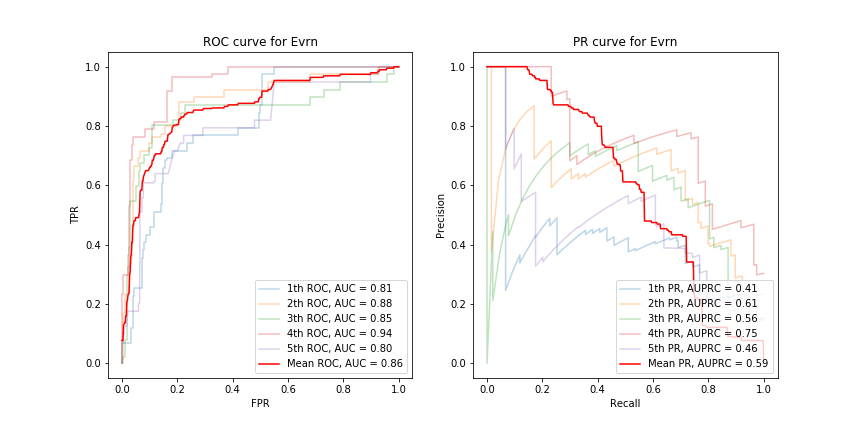 ROC curve for Evrn
TPR
1.0
0.8
0.6
0.4
0.2
0.0
0.0 0.2 0.4 0.6 0.8 1.0
FPR
1th ROC, AUC = 0.81
2th ROC, AUC = 0.88
3th ROC, AUC = 0.85
4th ROC, AUC = 0.94
5th ROC, AUC = 0.80
Mean ROC, AUC = 0.86
PR curve for Evrn
Precision
1.0
0.8
0.6
0.4
0.2
0.0
0.0 0.2 0.4 0.6 0.8 1.0
Recall
1th PR, AUPRC = 0.41
2th PR, AUPRC = 0.61
3th PR, AUPRC = 0.56
4th PR, AUPRC = 0.75
5th PR, AUPRC = 0.46
Mean PR, AUPRC = 0.59